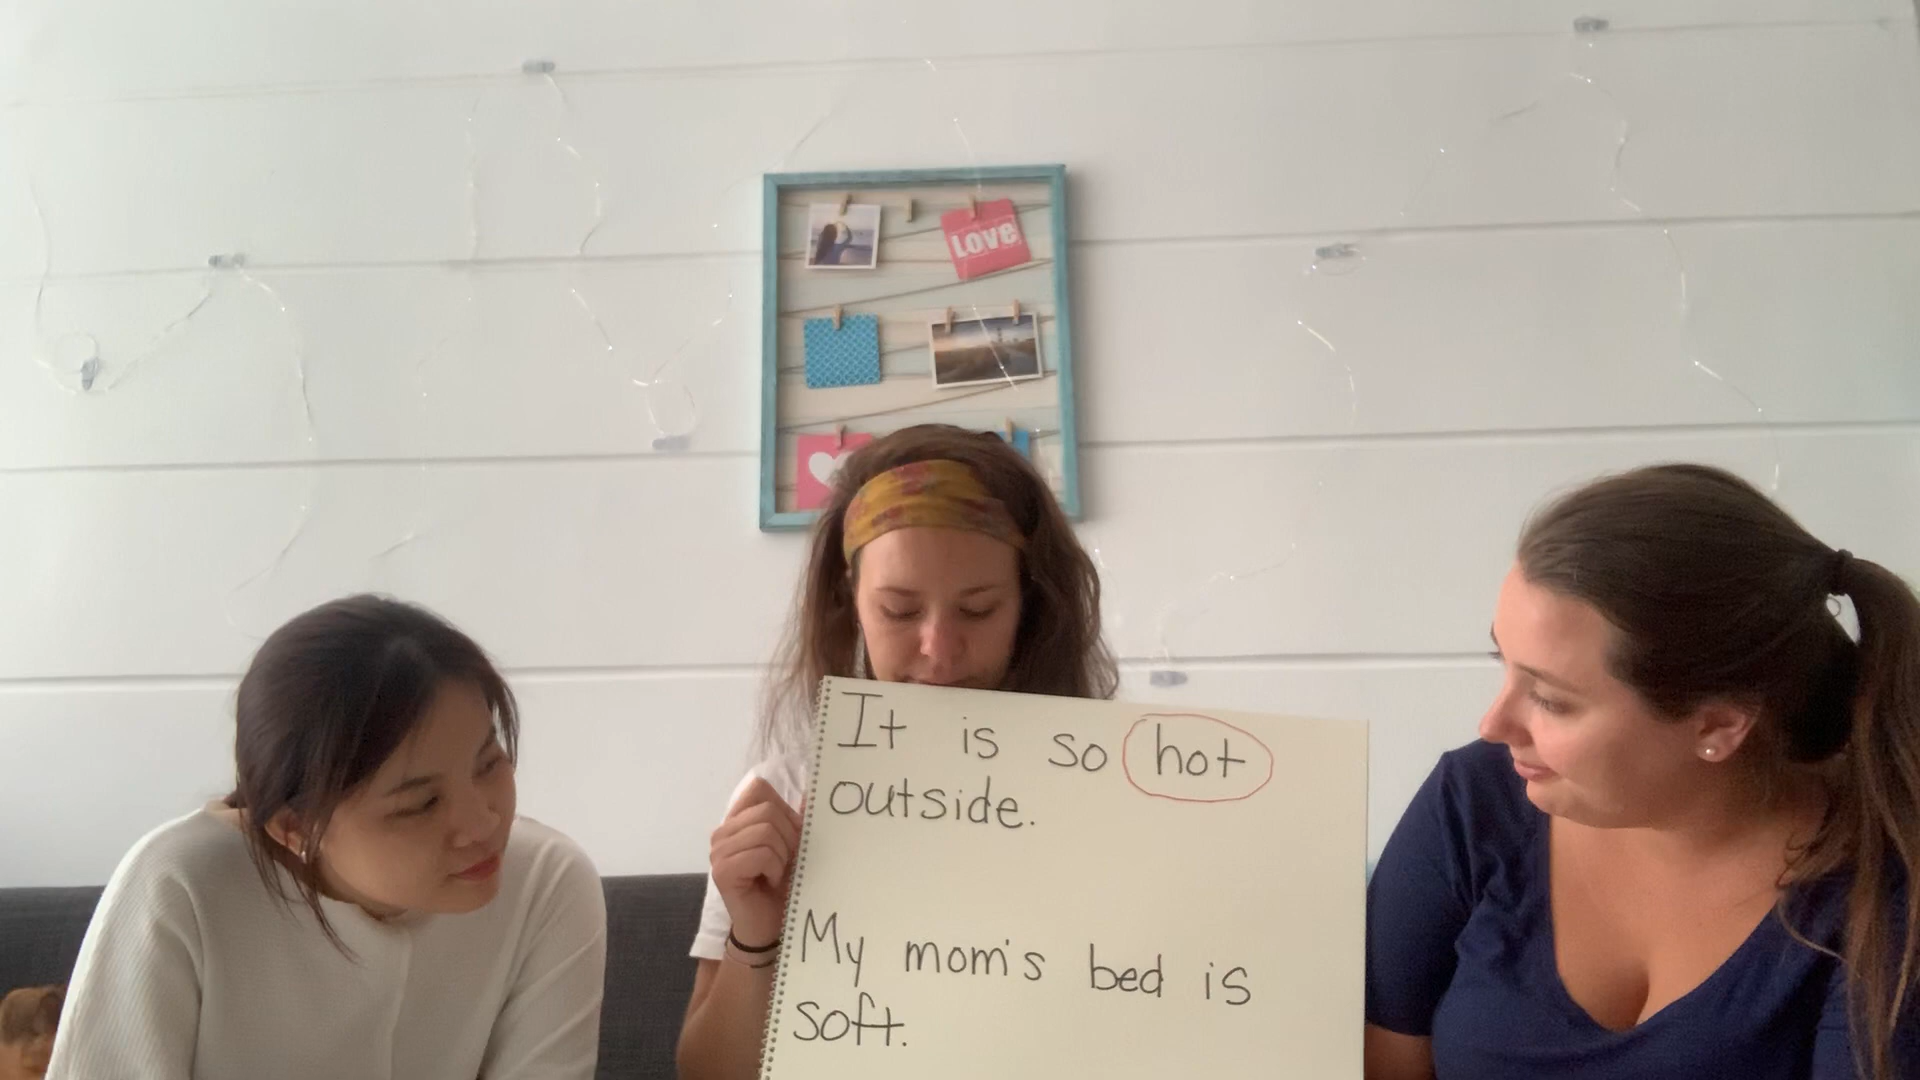 LOVE
It is so hot
outside.
My mom's bed is
soft.